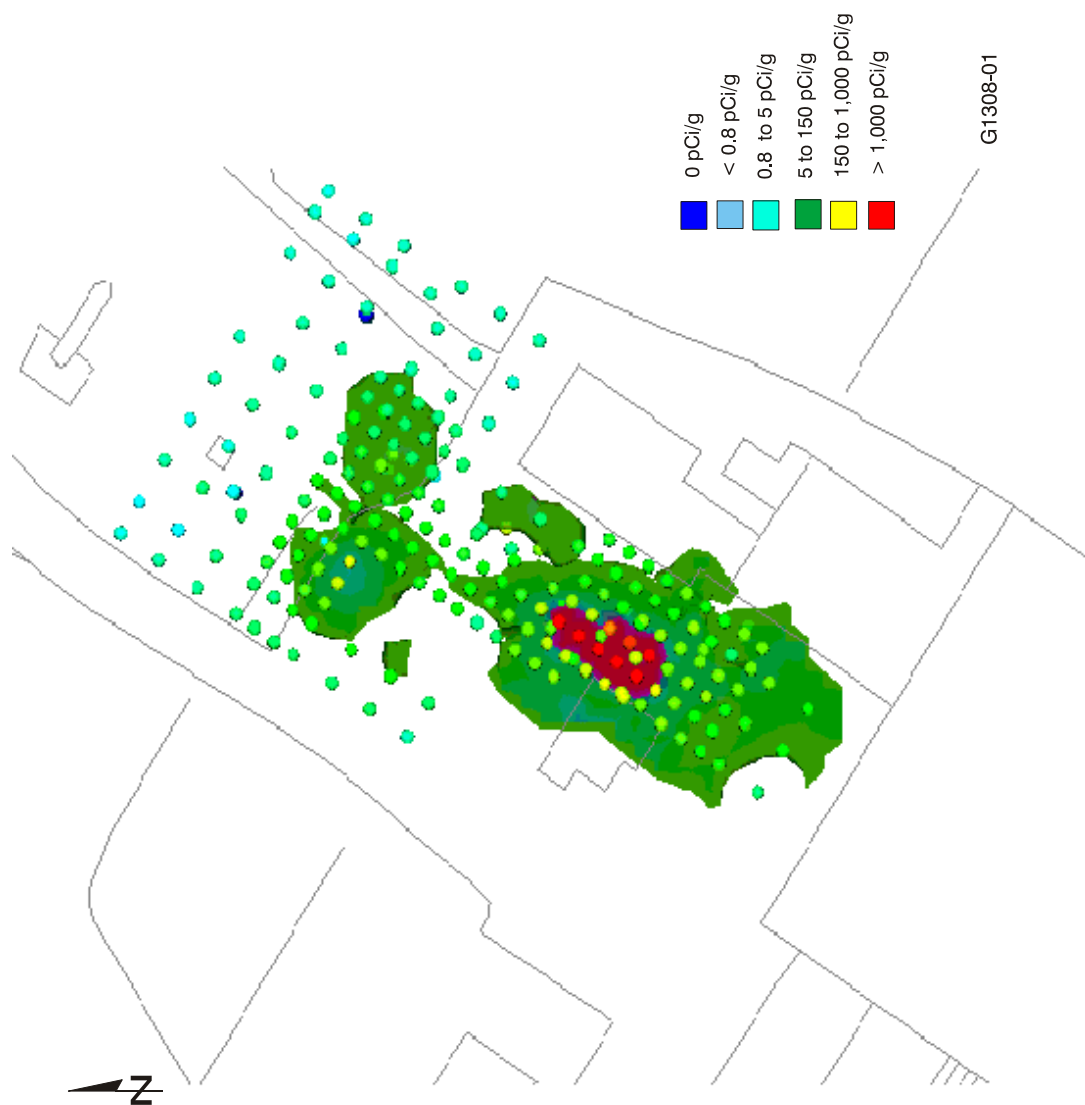 0 pCi/g
< 0.8 pCi/g
0.8 to 5 pCi/g
5 to 150 pCi/g
150 to 1,000 pCi/g
> 1,000 pCi/g
G1308-01
N